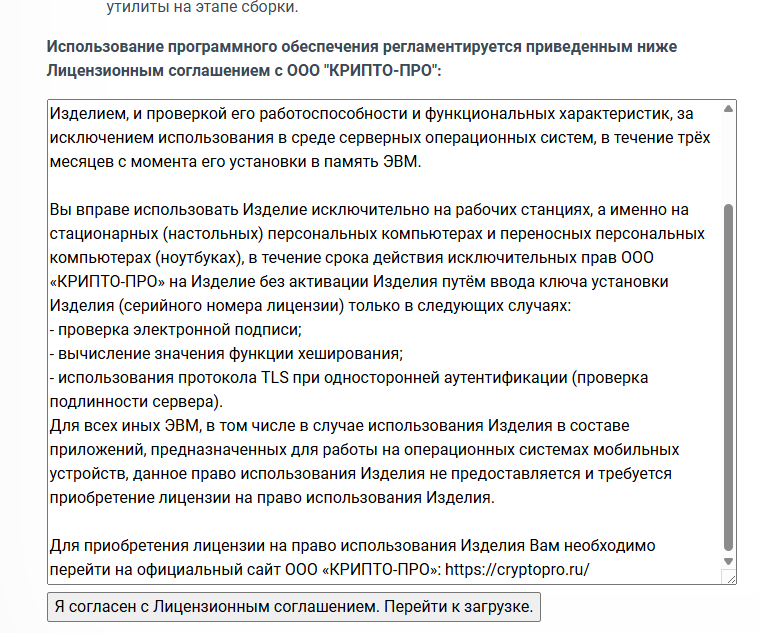 утилиты на этапе сборки.
Использование программного обеспечения регламентируется приведенным ниже
Лицензионным соглашением с ООО "КРИПТО-ПРО":
Изделием, и проверкой его работоспособности и функциональных характеристик, за
исключением использования в среде серверных операционных систем, в течение трёх
месяцев с момента его установки в память ЭВМ.
Вы вправе использовать Изделие исключительно на рабочих станциях, а именно на
стационарных (настольных) персональных компьютерах и переносных персональных
компьютерах (ноутбуках), в течение срока действия исключительных прав ООО
«КРИПТО-ПРО» на Изделие без активации Изделия путём ввода ключа установки
Изделия (серийного номера лицензии) только в следующих случаях:
- проверка электронной подписи;
- вычисление значения функции хеширования;
- использования протокола TLS при односторонней аутентификации (проверка
подлинности сервера).
Для всех иных ЭВМ, в том числе в случае использования Изделия в составе
приложений, предназначенных для работы на операционных системах мобильных
устройств, данное право использования Изделия не предоставляется и требуется
приобретение лицензии на право использования Изделия.
Для приобретения лицензии на право использования Изделия Вам необходимо
перейти на официальный сайт ООО «КРИПТО-ПРО»: https://cryptopro.ru/
Я согласен с Лицензионным соглашением. Перейти к загрузке.